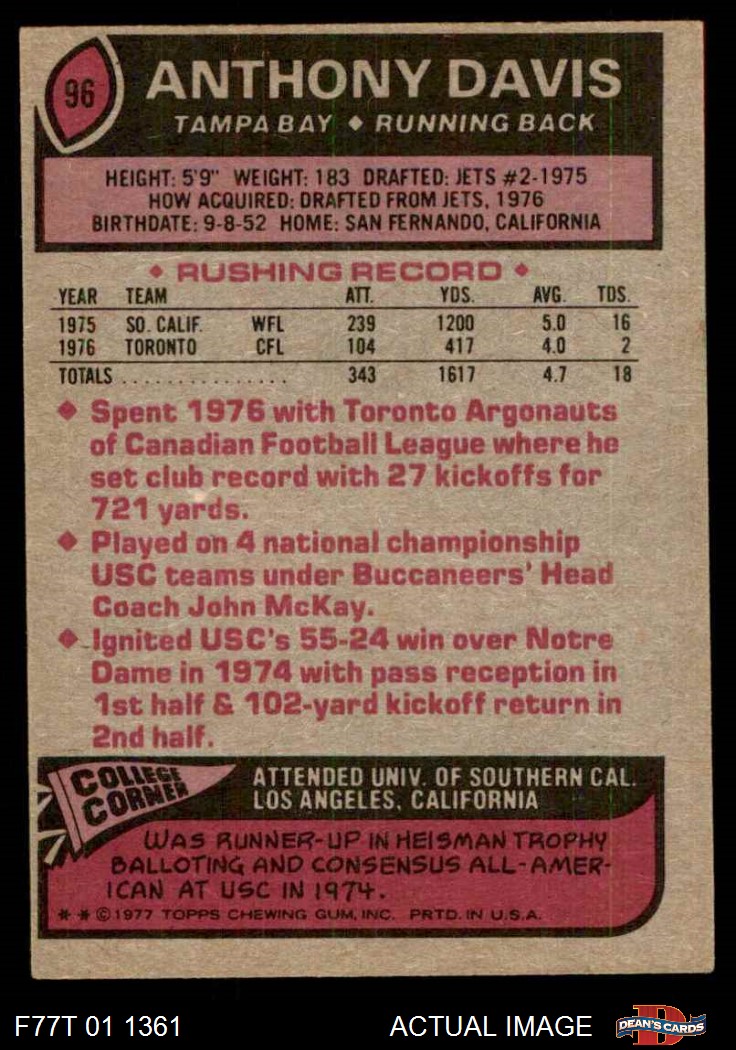 96
ANTHONY DAVIS
TAMPA BAY ◆ RUNNING BACK
HEIGHT: 5'9" WEIGHT: 183 DRAFTED: JETS #2-1975
HOW ACQUIRED: DRAFTED FROM JETS, 1976
BIRTHDATE: 9-8-52 HOME: SAN FERNANDO, CALIFORNIA
◆ RUSHING RECORD ◆
YEAR TEAM ATT. YDS. AVG. TDS.
1975 SO. CALIF. WFL 239 1200 5.0 16
1976 TORONTO CFL 104 417 4.0 2
TOTALS ................ 343 1617 4.7 18
◆ Spent 1976 with Toronto Argonauts
of Canadian Football League where he
set club record with 27 kickoffs for
721 yards.
◆ Played on 4 national championship
USC teams under Buccaneers' Head
Coach John McKay.
◆ Ignited USC's 55-24 win over Notre
Dame in 1974 with pass reception in
1st half & 102-yard kickoff return in
2nd half.
COLLEGE
CORNER
ATTENDED UNIV. OF SOUTHERN CAL.
LOS ANGELES, CALIFORNIA
WAS RUNNER-UP IN HEISMAN TROPHY
BALLOTING AND CONSENSUS ALL-AMER-
ICAN AT USC IN 1974.
* * © 1977 TOPPS CHEWING GUM, INC. PRTD. IN U.S.A.
F77T 01 1361 ACTUAL IMAGE DEAN'S CARDS